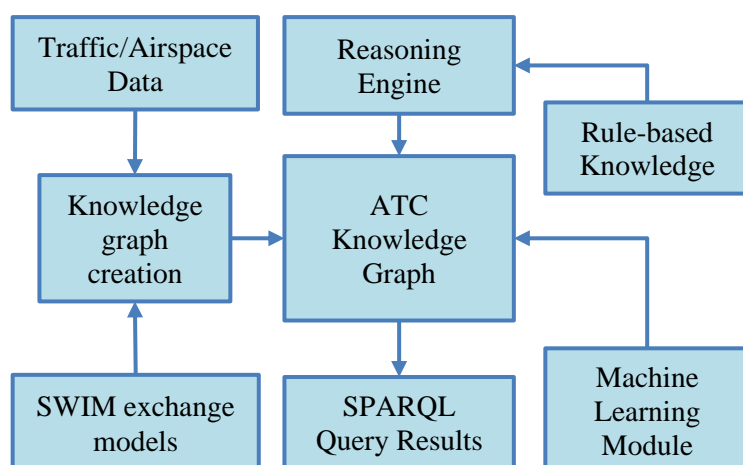 Traffic/Airspace
Data
Reasoning
Engine
Rule-based
Knowledge
Knowledge
graph
creation
ATC
Knowledge
Graph
SWIM exchange
models
SPARQL
Query Results
Machine
Learning
Module